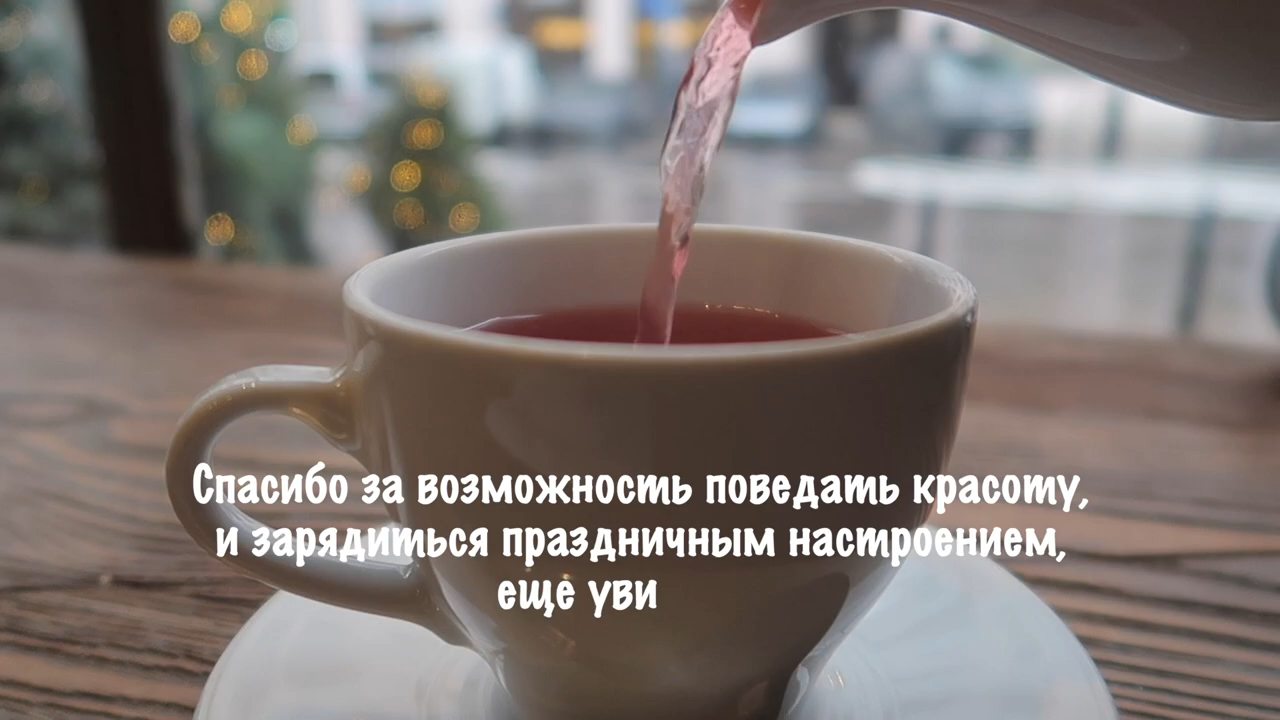 Спасибо за возможность поведать красоту,
и зарядиться праздничным настроением,
еще уви